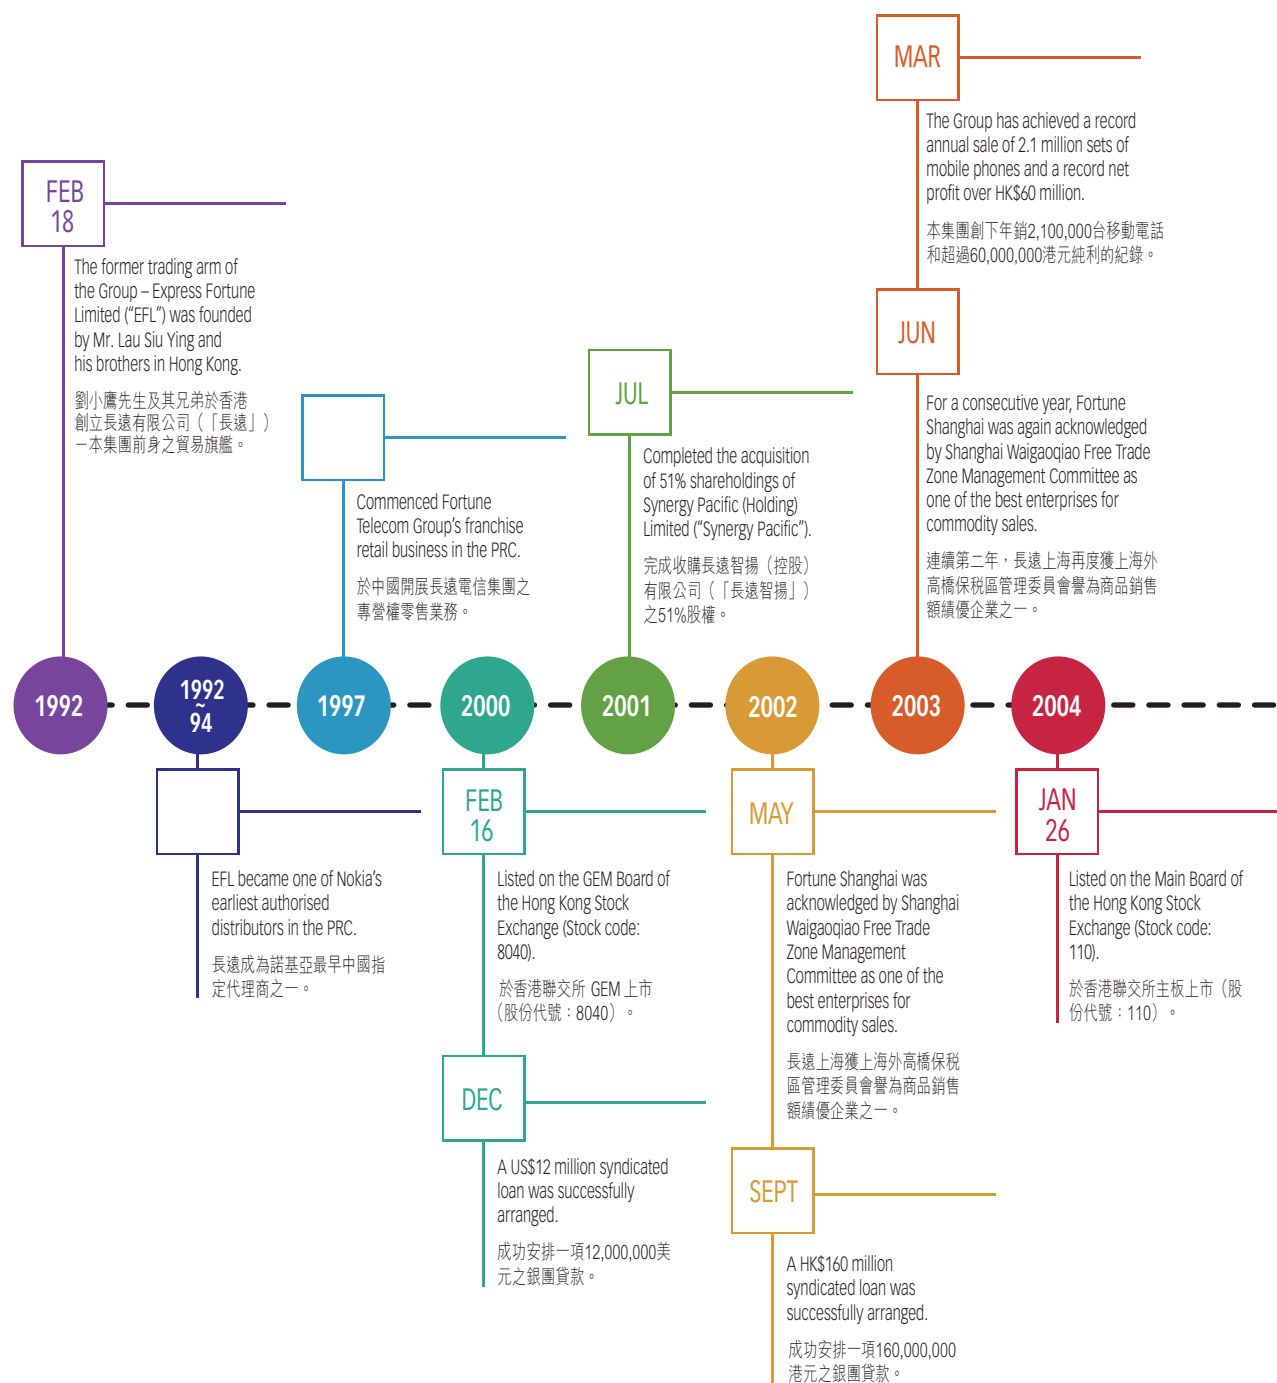 FEB
18
The former trading arm of
the Group – Express Fortune
Limited (“EFL”) was founded
by Mr. Lau Siu Ying and
his brothers in Hong Kong.
劉小鷹先生及其兄弟於香港
創立長遠有限公司（「長遠」）
－本集團前身之貿易旗艦。
1992
1992
~
94
EFL became one of Nokia’s
earliest authorised
distributors in the PRC.
長遠成為諾基亞最早中國指
定代理商之一。
Commenced Fortune
Telecom Group’s franchise
retail business in the PRC.
於中國開展長遠電信集團之
專營權零售業務。
1997
2000
FEB
16
Listed on the GEM Board of
the Hong Kong Stock
Exchange (Stock code:
8040).
於香港聯交所 GEM 上市
（股份代號：8040）。
DEC
A US$12 million syndicated
loan was successfully
arranged.
成功安排一項12,000,000美
元之銀團貸款。
JUL
Completed the acquisition
of 51% shareholdings of
Synergy Pacific (Holding)
Limited (“Synergy Pacific”).
完成收購長遠智揚（控股）
有限公司（「長遠智揚」）
之51%股權。
2001
2002
MAY
Fortune Shanghai was
acknowledged by Shanghai
Waigaoqiao Free Trade
Zone Management
Committee as one of the
best enterprises for
commodity sales.
長遠上海獲上海外高橋保税
區管理委員會譽為商品銷售
額績優企業之一。
SEPT
A HK$160 million
syndicated loan was
successfully arranged.
成功安排一項160,000,000
港元之銀團貸款。
MAR
The Group has achieved a record
annual sale of 2.1 million sets of
mobile phones and a record net
profit over HK$60 million.
本集團創下年銷2,100,000台移動電話
和超過60,000,000港元純利的紀錄。
JUN
For a consecutive year, Fortune
Shanghai was again acknowledged
by Shanghai Waigaoqiao Free Trade
Zone Management Committee as
one of the best enterprises for
commodity sales.
連續第二年，長遠上海再度獲上海外
高橋保税區管理委員會譽為商品銷售
額績優企業之一。
2003
2004
JAN
26
Listed on the Main Board of
the Hong Kong Stock
Exchange (Stock code:
110).
於香港聯交所主板上市（股
份代號：110）。